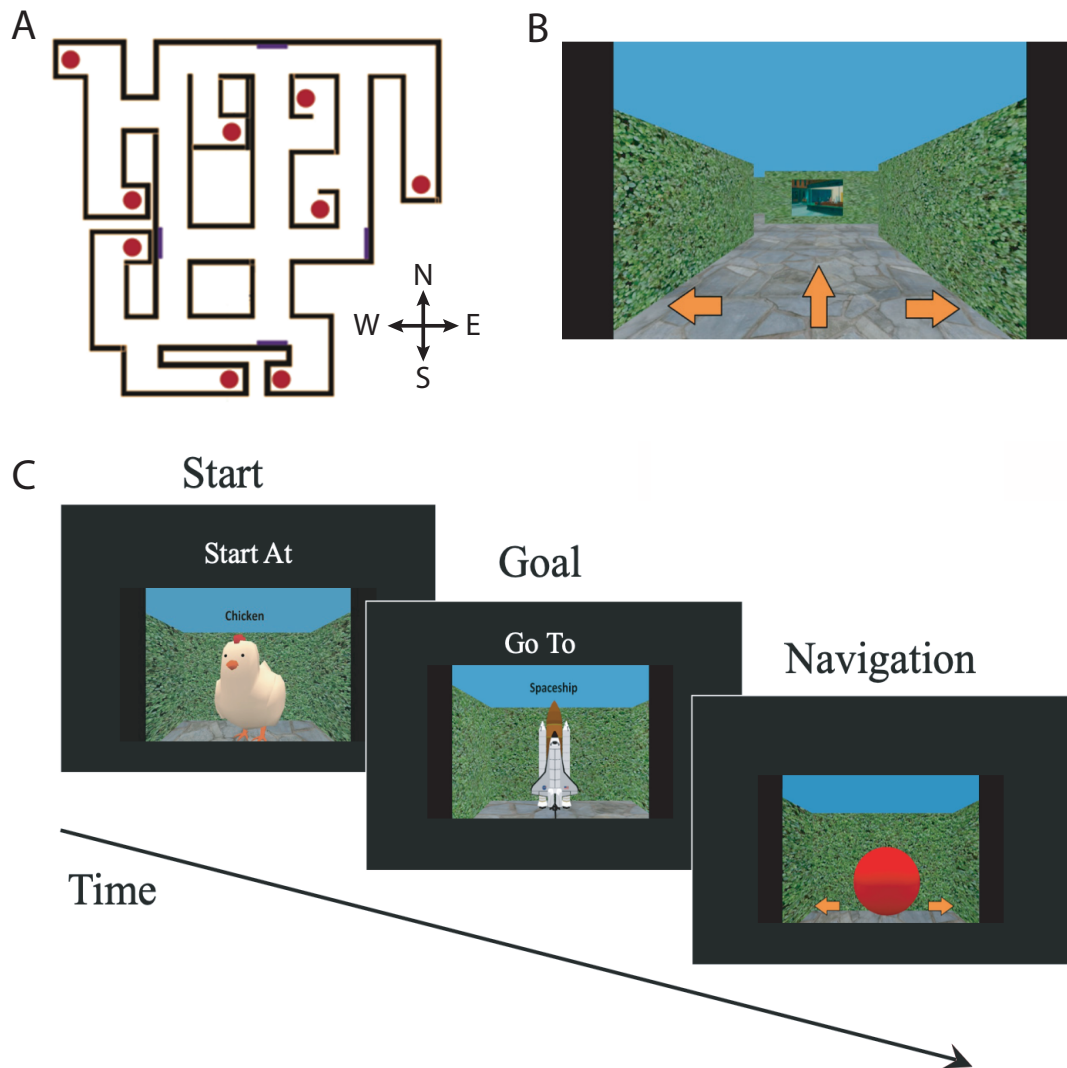 A
B
N
W
E
S
C
Start
Start At
Chicken
Goal
Go To
Spaceship
Navigation
Time